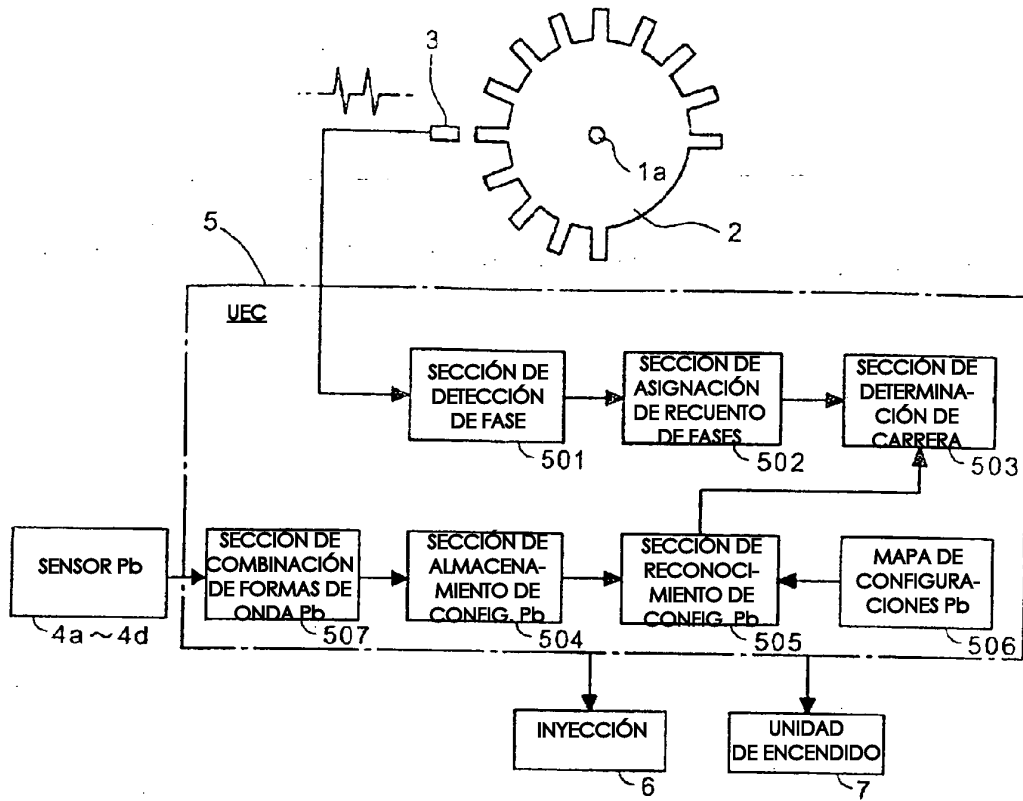 3
1a
2
5
UEC
SECCIÓN DE
DETECCIÓN
DE FASE
501
SECCIÓN DE
ASIGNACIÓN
DE RECUENTO
DE FASES
502
SECCIÓN DE
DETERMINA-
CIÓN DE
CARRERA
503
SENSOR Pb
4a～4d
SECCIÓN DE
COMBINACIÓN
DE FORMAS DE
ONDA Pb
507
SECCIÓN DE
ALMACENA-
MIENTO DE
CONFIG. Pb
504
SECCIÓN DE
RECONOCI-
MIENTO DE
CONFIG. Pb
505
MAPA DE
CONFIGURA-
CIONES Pb
506
INYECCIÓN
6
UNIDAD
DE ENCENDIDO
7